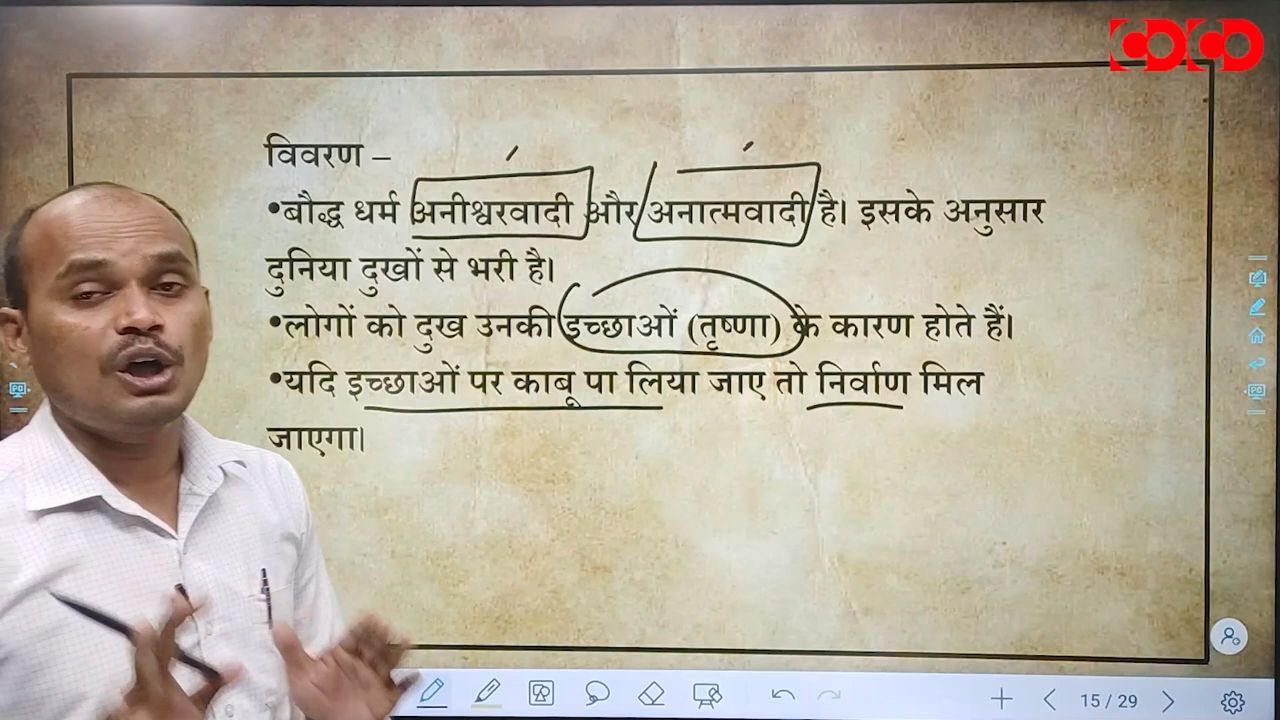 विवरण –
•बौद्ध धर्म अनीश्वरवादी और अनात्मवादी है। इसके अनुसार
दुनिया दुखों से भरी है।
•लोगों को दुख उनकी इच्छाओं (तृष्णा) के कारण होते हैं।
•यदि इच्छाओं पर काबू पा लिया जाए तो निर्वाण मिल
जाएगा।
15 / 29